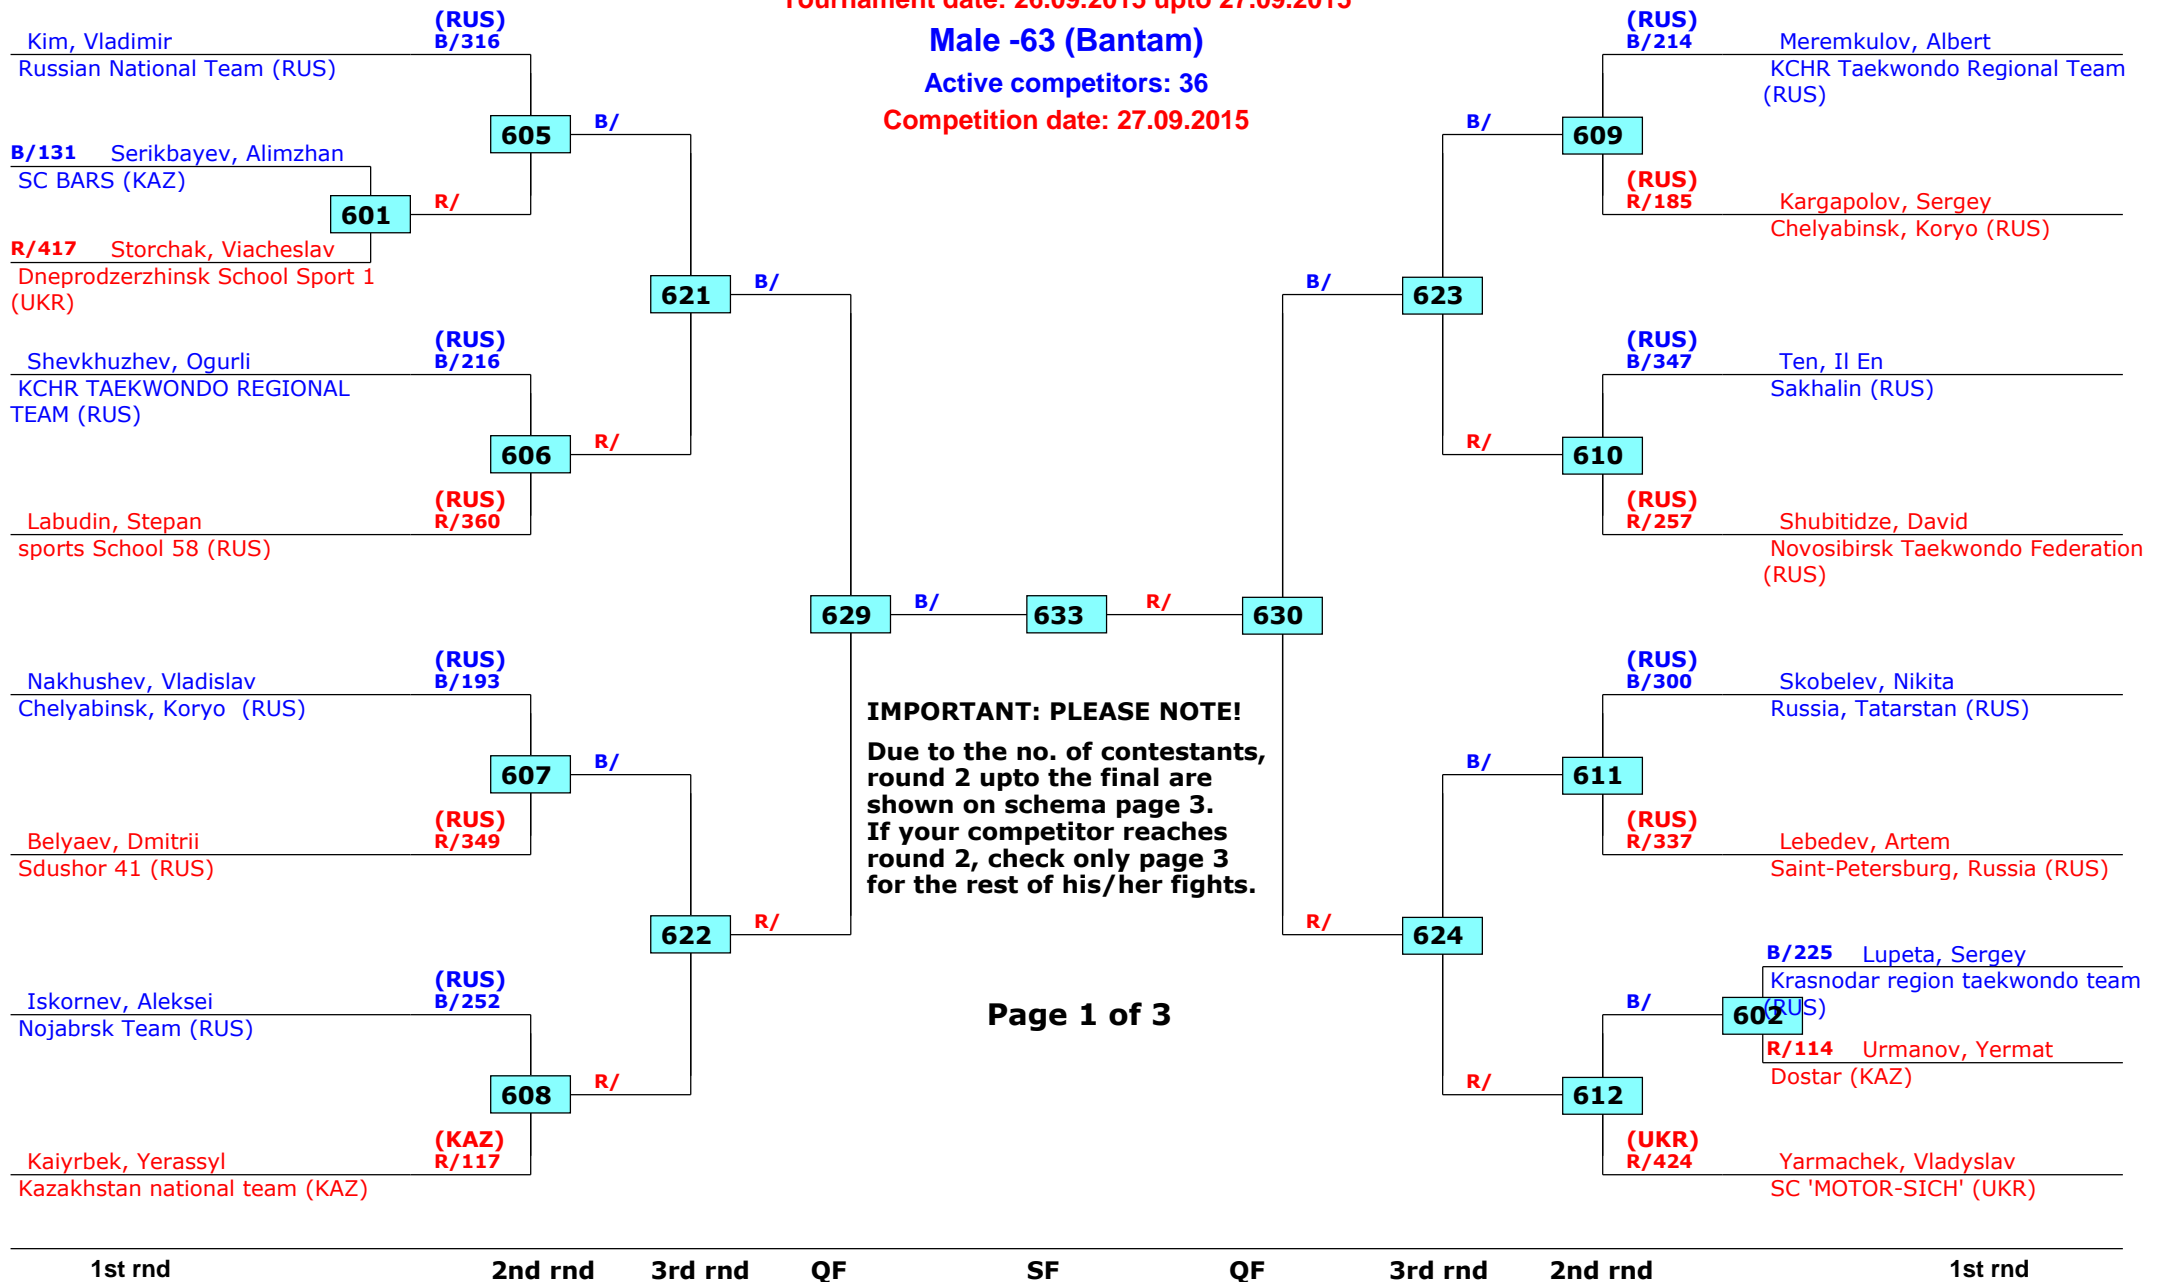 Tournament date: 26.09.2015 upto 27.09.2015
Male -63 (Bantam)
Active competitors: 36
Competition date: 27.09.2015
(RUS)
Kim, Vladimir B/316
Russian National Team (RUS)
605
B/
B/131 Serikbayev, Alimzhan
SC BARS (KAZ)
601
R/
R/417 Storchak, Viacheslav
Dneprodzerzhinsk School Sport 1
(UKR)
621
B/
(RUS)
Shevkhuzhev, Ogurli B/216
KCHR TAEKWONDO REGIONAL
TEAM (RUS)
606
R/
(RUS)
Labudin, Stepan R/360
sports School 58 (RUS)
629
B/
633
R/
630
(RUS)
Nakhushev, Vladislav B/193
Chelyabinsk, Koryo (RUS)
607
B/
(RUS)
Belyaev, Dmitrii R/349
Sdushor 41 (RUS)
622
R/
(RUS)
Iskornev, Aleksei B/252
Nojabrsk Team (RUS)
608
R/
(KAZ)
Kaiyrbek, Yerassyl R/117
Kazakhstan national team (KAZ)
IMPORTANT: PLEASE NOTE!
Due to the no. of contestants,
round 2 upto the final are
shown on schema page 3.
If your competitor reaches
round 2, check only page 3
for the rest of his/her fights.
Page 1 of 3
(RUS)
B/214 Meremkulov, Albert
KCHR Taekwondo Regional Team
(RUS)
B/
609
(RUS)
R/185 Kargapolov, Sergey
Chelyabinsk, Koryo (RUS)
B/
623
(RUS)
B/347 Ten, Il En
Sakhalin (RUS)
R/
610
(RUS)
R/257 Shubitidze, David
Novosibirsk Taekwondo Federation
(RUS)
(RUS)
B/300 Skobelev, Nikita
Russia, Tatarstan (RUS)
B/
611
(RUS)
R/337 Lebedev, Artem
Saint-Petersburg, Russia (RUS)
R/
624
B/225 Lupeta, Sergey
Krasnodar region taekwondo team
(RUS)
B/
602
R/114 Urmanov, Yermat
Dostar (KAZ)
R/
612
(UKR)
R/424 Yarmachek, Vladyslav
SC 'MOTOR-SICH' (UKR)
1st rnd 2nd rnd 3rd rnd QF SF QF 3rd rnd 2nd rnd 1st rnd